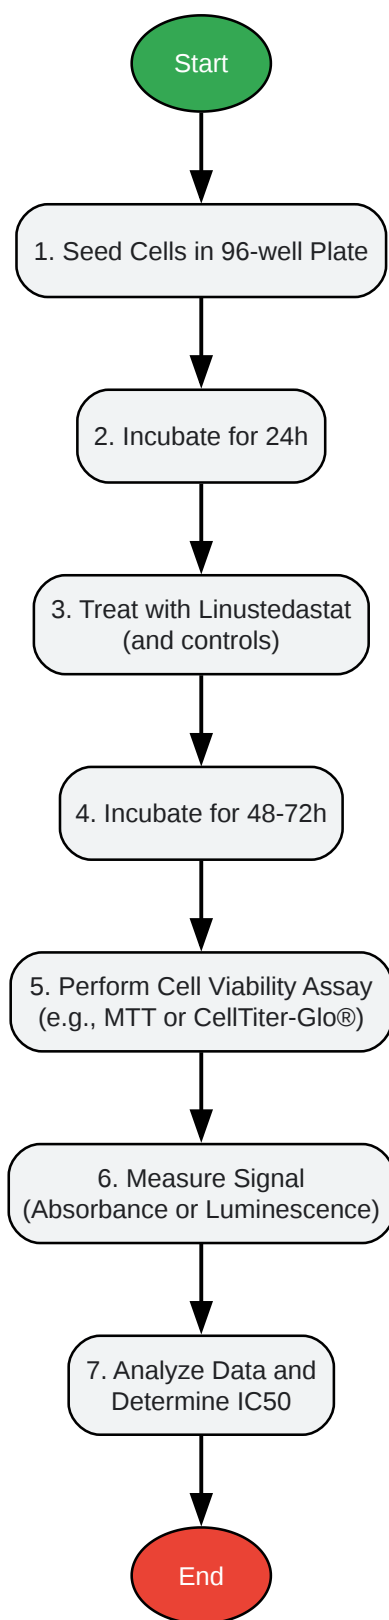 Start
1. Seed Cells in 96-well Plate
2. Incubate for 24h
3. Treat with Linustedastat
(and controls)
4. Incubate for 48-72h
5. Perform Cell Viability Assay
(e.g., MTT or CellTiter-Glo®)
6. Measure Signal
(Absorbance or Luminescence)
7. Analyze Data and
Determine IC50
End